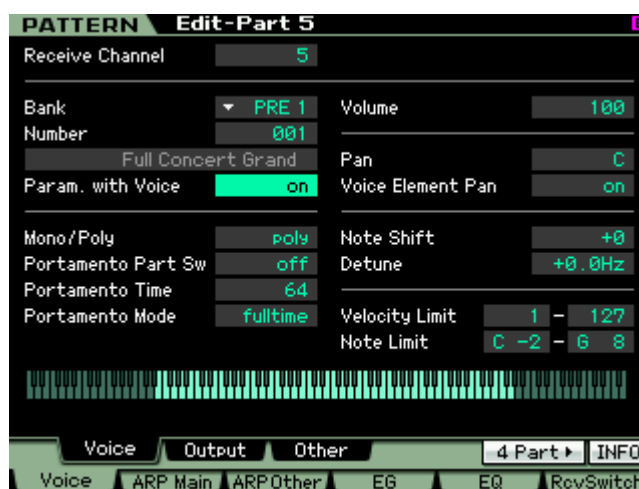 PATTERN Edit-Part 5
Receive Channel 5
Bank PRE 1 Volume 100
Number 001
Full Concert Grand Pan C
Param. with Voice on Voice Element Pan on
Mono/Poly poly Note Shift +0
Portamento Part Sw off Detune +0.0Hz
Portamento Time 64
Portamento Mode fulltime Velocity Limit 1 - 127
Note Limit C -2 - G 8
Voice Output Other 4 Part INFO
Voice ARP Main ARP Other EG EQ RcvSwitch